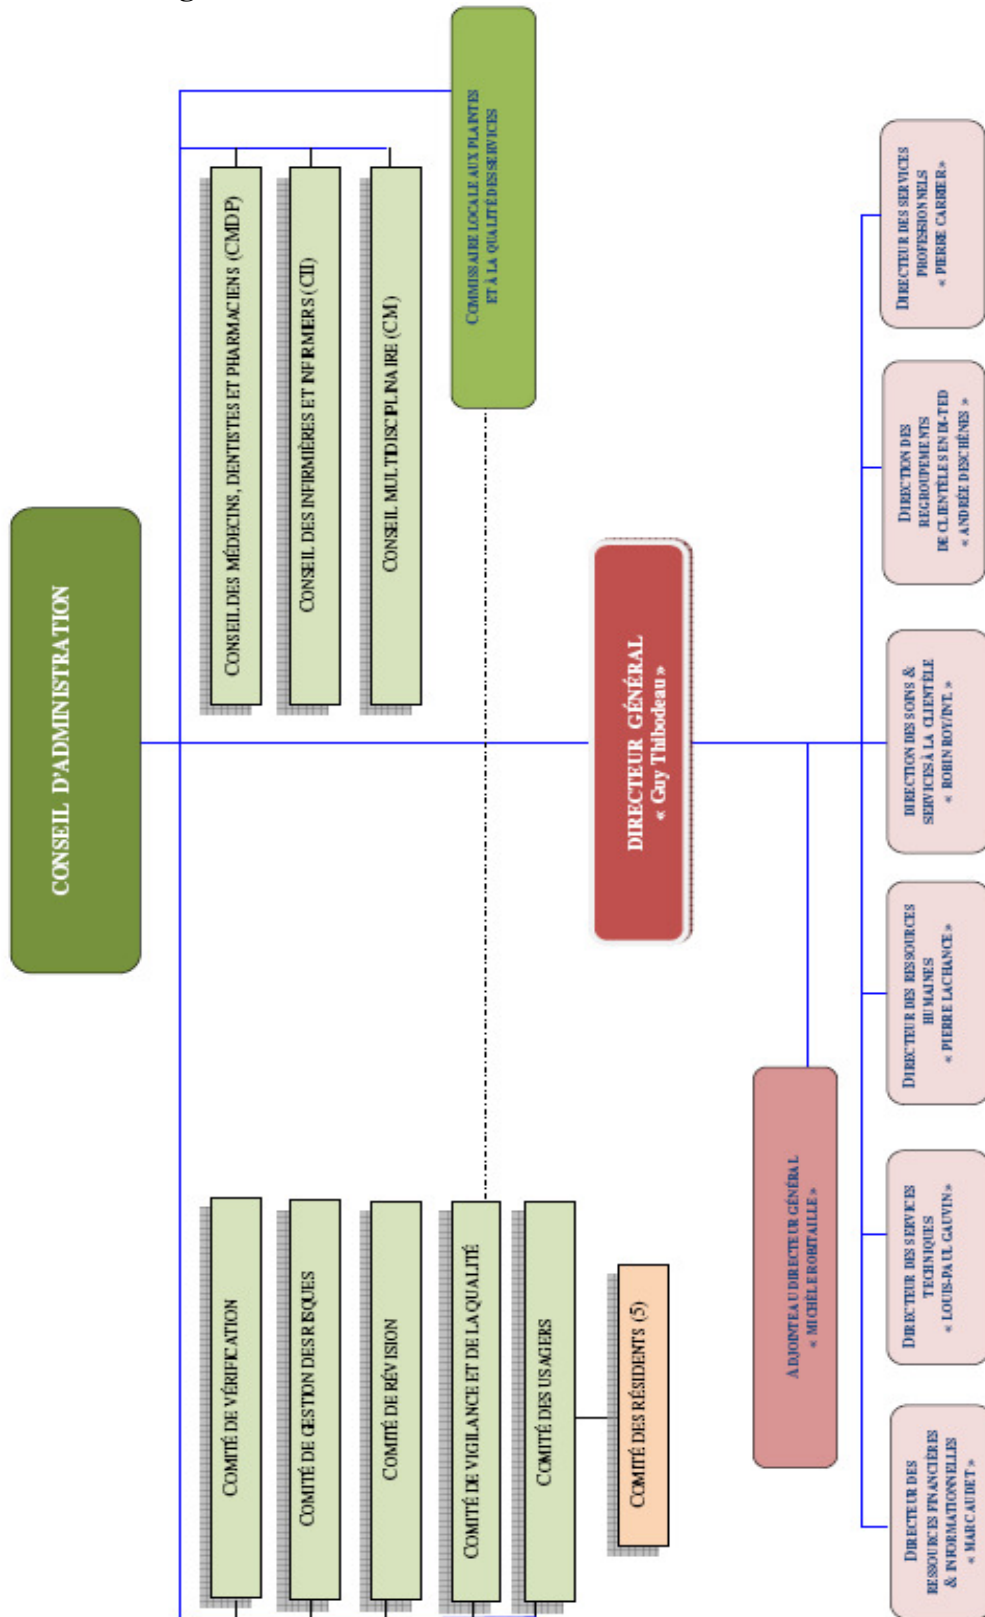 CONSEIL D'ADMINISTRATION
COMITÉ DE VÉRIFICATION
COMITÉ DE GESTION DES RISQUES
COMITÉ DE RÉVISION
COMITÉ DE VIGILANCE ET DE LA QUALITÉ
COMITÉ DES USAGERS
COMITÉ DES RÉSIDENTS (5)
CONSEIL DES MÉDECINS, DENTISTES ET PHARMACIENS (CMDP)
CONSEIL DES INFIRMIÈRES ET INFIRMIERS (CII)
CONSEIL MULTIDISCIPLINAIRE (CM)
COMMISSAIRE LOCALE AUX PLAINTES
ET À LA QUALITÉ DES SERVICES
DIRECTEUR GÉNÉRAL
« Guy Thibodeau »
ADJOINTE AU DIRECTEUR GÉNÉRAL
« MICHÈLE ROBITAILLE »
DIRECTEUR DES
RESSOURCES FINANCIÈRES
& INFORMATIONNELLES
« MARC AUDET »
DIRECTEUR DES SERVICES
TECHNIQUES
« LOUIS-PAUL GAUVIN »
DIRECTEUR DES RESSOURCES
HUMAINES
« PIERRE LACHANCE »
DIRECTION DES SOINS &
SERVICES À LA CLIENTÈLE
« ROBIN ROY/INT. »
DIRECTION DES
REGROUPEMENTS
DE CLIENTÈLES EN DI-TED
« ANDRÉE DESCHÊNES »
DIRECTEUR DES SERVICES
PROFESSIONNELS
« PIERRE CARRIER »